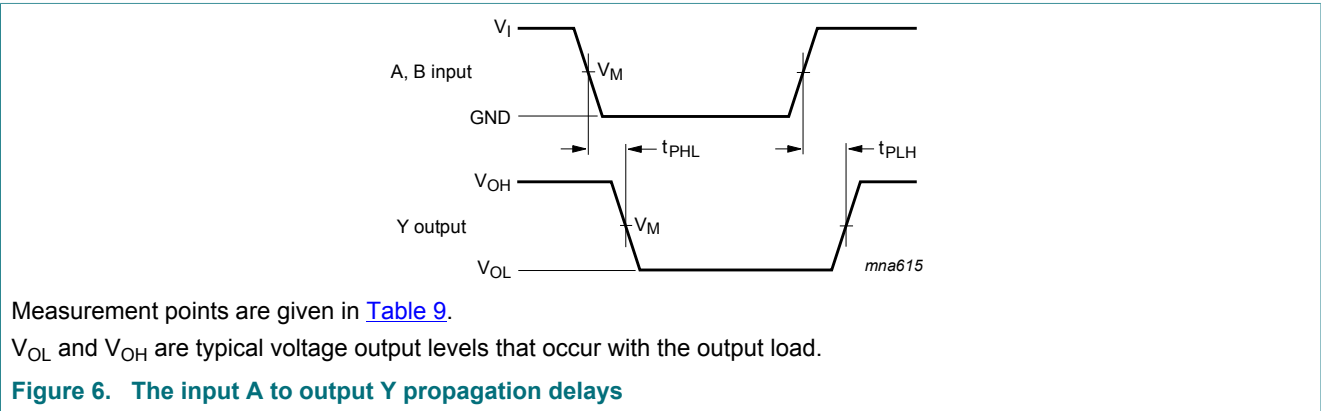 V_I
A, B input
V_M
GND
t_PHL
t_PLH
V_OH
Y output
V_M
V_OL
mna615
Measurement points are given in Table 9.
V_OL and V_OH are typical voltage output levels that occur with the output load.
Figure 6. The input A to output Y propagation delays